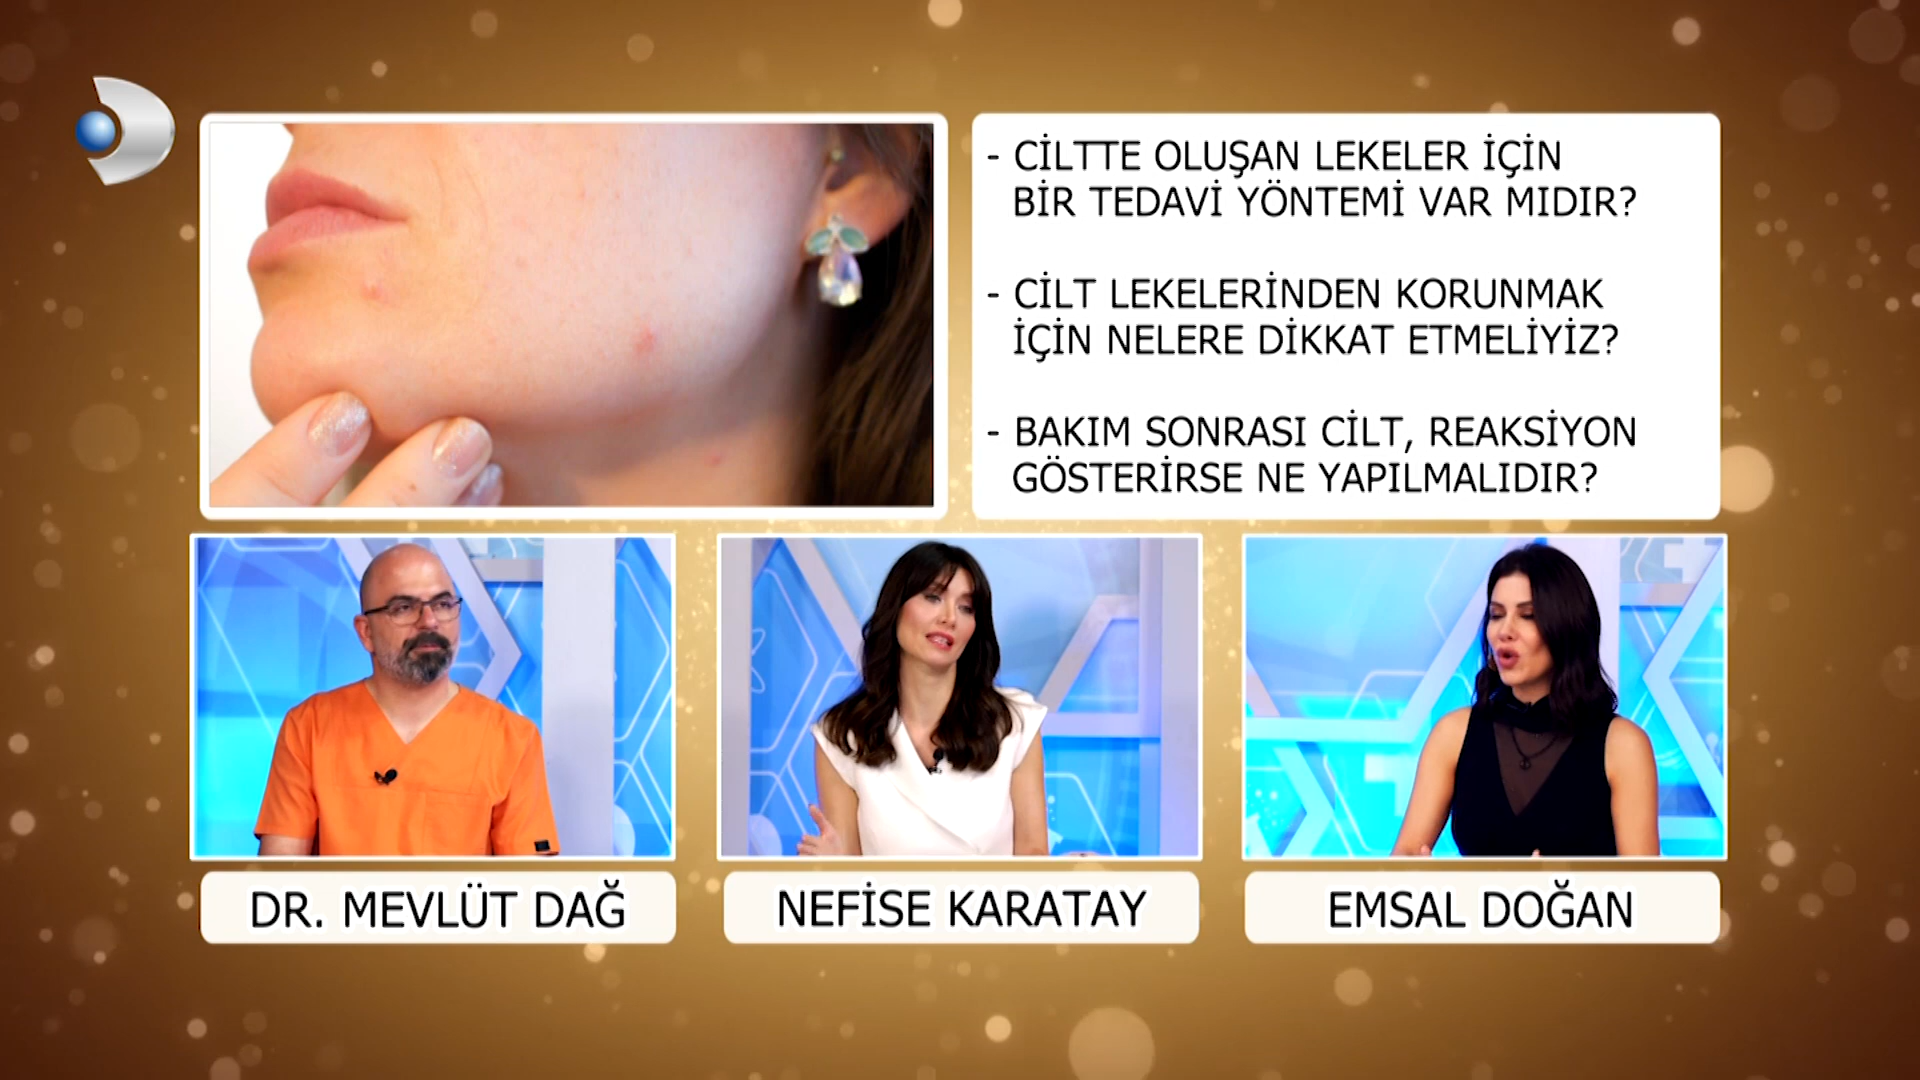 - CİLTTE OLUŞAN LEKELER İÇİN
BİR TEDAVİ YÖNTEMİ VAR MIDIR?
- CİLT LEKELERİNDEN KORUNMAK
İÇİN NELERE DİKKAT ETMELİYİZ?
- BAKIM SONRASI CİLT, REAKSİYON
GÖSTERİRSE NE YAPILMALIDIR?
DR. MEVLÜT DAĞ
NEFİSE KARATAY
EMSAL DOĞAN